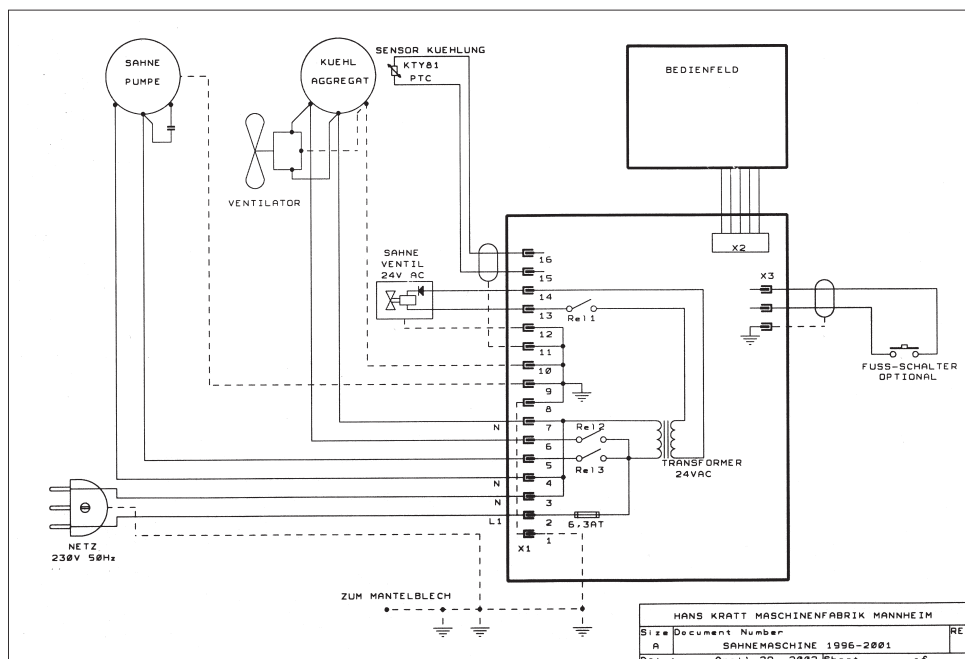 SAHNE
PUMPE
KUEHL
AGGREGAT
SENSOR KUEHLUNG
KTY81
PTC
BEDIENFELD
VENTILATOR
SAHNE
VENTIL
24V AC
X2
X3
16
15
14
13
Rel1
12
11
10
9
8
N
7
Rel2
6
5
Rel3
N
4
N
3
L1
2
6,3AT
X1
1
TRANSFORMER
24VAC
FUSS-SCHALTER
OPTIONAL
NETZ
230V 50Hz
ZUM MANTELBLECH
HANS KRATT MASCHINENFABRIK MANNHEIM
Size Document Number RE
A SAHNEMASCHINE 1996-2001